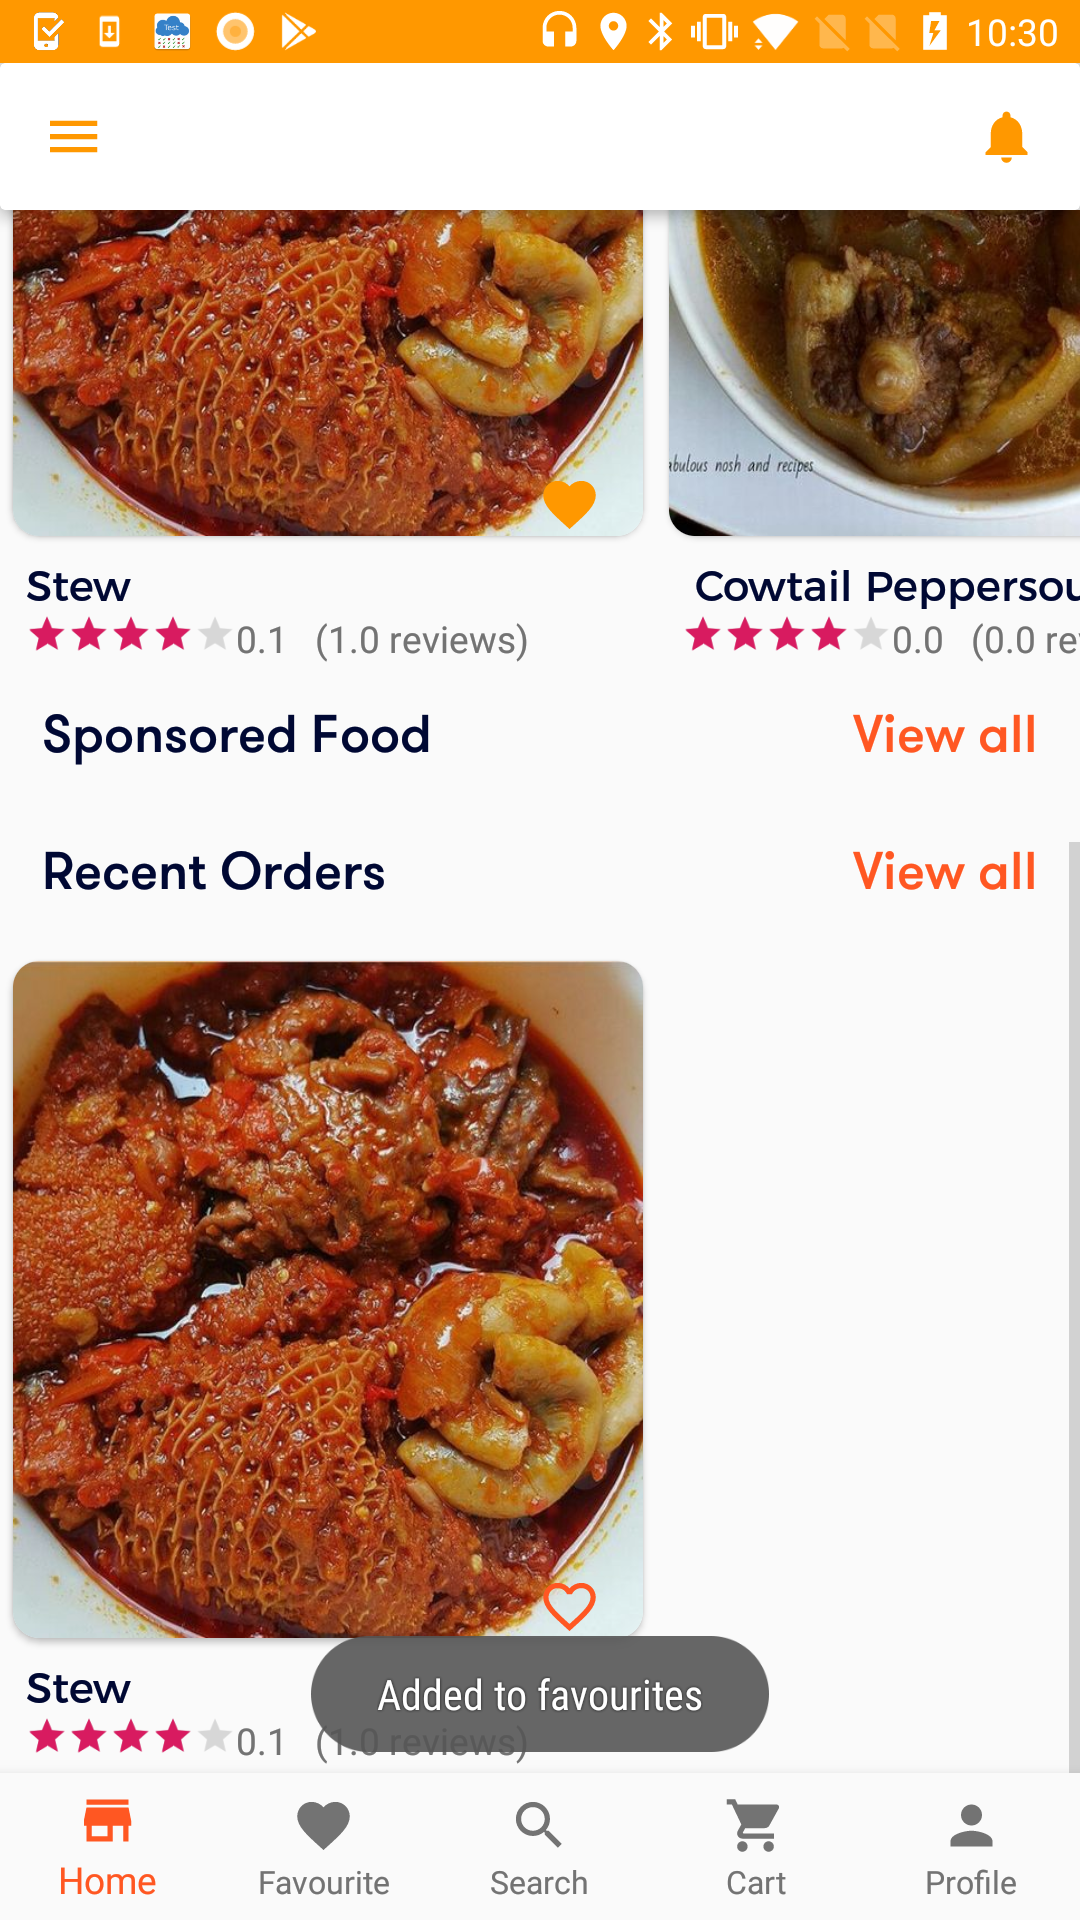 Test
10:30
bulous nosh and recipes
Stew
Cowtail Peppersou
0.1 (1.0 reviews)
0.0 (0.0 re
Sponsored Food
View all
Recent Orders
View all
Stew
Added to favourites
0.1 (1.0 reviews)
Home
Favourite
Search
Cart
Profile